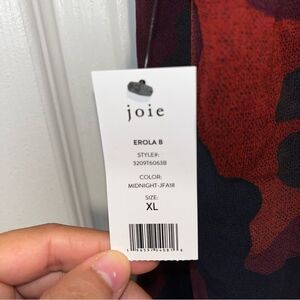 joie
EROLA B
STYLE#:
3209T6063B
COLOR:
MIDNIGHT-JFA18
SIZE:
XL